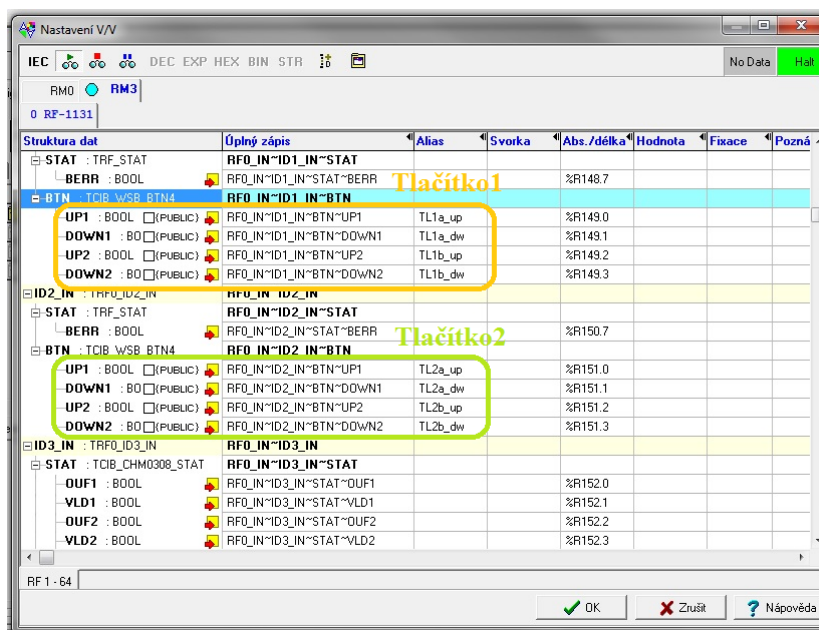 Nastavení V/V
IEC DEC EXP HEX BIN STR No Data Halt
RM0 RM3
0 RF-1131
Struktura dat Úplný zápis Alias Svorka Abs./délka Hodnota Fixace Pozná
STAT : TRF_STAT RF0_IN~ID1_IN~STAT
BERR : BOOL RF0_IN~ID1_IN~STAT~BERR Tlačítko1 %R148.7
BTN : TCIB_WSB_BTN4 RF0_IN~ID1_IN~BTN
UP1 : BOOL {PUBLIC} RF0_IN~ID1_IN~BTN~UP1 TL1a_up %R149.0
DOWN1 : BO {PUBLIC} RF0_IN~ID1_IN~BTN~DOWN1 TL1a_dw %R149.1
UP2 : BOOL {PUBLIC} RF0_IN~ID1_IN~BTN~UP2 TL1b_up %R149.2
DOWN2 : BO {PUBLIC} RF0_IN~ID1_IN~BTN~DOWN2 TL1b_dw %R149.3
ID2_IN : TRF0_ID2_IN RF0_IN~ID2_IN
STAT : TRF_STAT RF0_IN~ID2_IN~STAT
BERR : BOOL RF0_IN~ID2_IN~STAT~BERR Tlačítko2 %R150.7
BTN : TCIB_WSB_BTN4 RF0_IN~ID2_IN~BTN
UP1 : BOOL {PUBLIC} RF0_IN~ID2_IN~BTN~UP1 TL2a_up %R151.0
DOWN1 : BO {PUBLIC} RF0_IN~ID2_IN~BTN~DOWN1 TL2a_dw %R151.1
UP2 : BOOL {PUBLIC} RF0_IN~ID2_IN~BTN~UP2 TL2b_up %R151.2
DOWN2 : BO {PUBLIC} RF0_IN~ID2_IN~BTN~DOWN2 TL2b_dw %R151.3
ID3_IN : TRF0_ID3_IN RF0_IN~ID3_IN
STAT : TCIB_CHM0308_STAT RF0_IN~ID3_IN~STAT
OUF1 : BOOL RF0_IN~ID3_IN~STAT~OUF1 %R152.0
VLD1 : BOOL RF0_IN~ID3_IN~STAT~VLD1 %R152.1
OUF2 : BOOL RF0_IN~ID3_IN~STAT~OUF2 %R152.2
VLD2 : BOOL RF0_IN~ID3_IN~STAT~VLD2 %R152.3
RF 1 - 64
OK Zrušit Nápověda